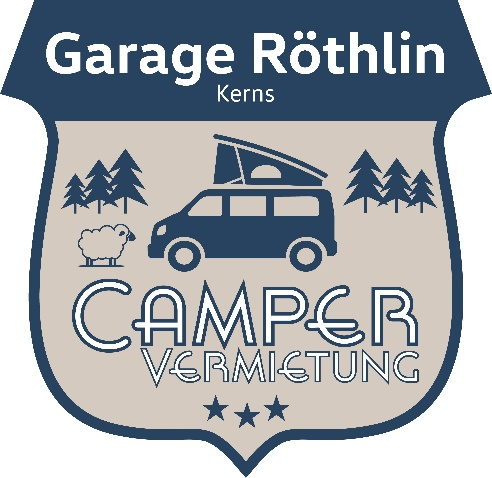 Garage Röthlin
Kerns
CAMPER
VERMIETUNG